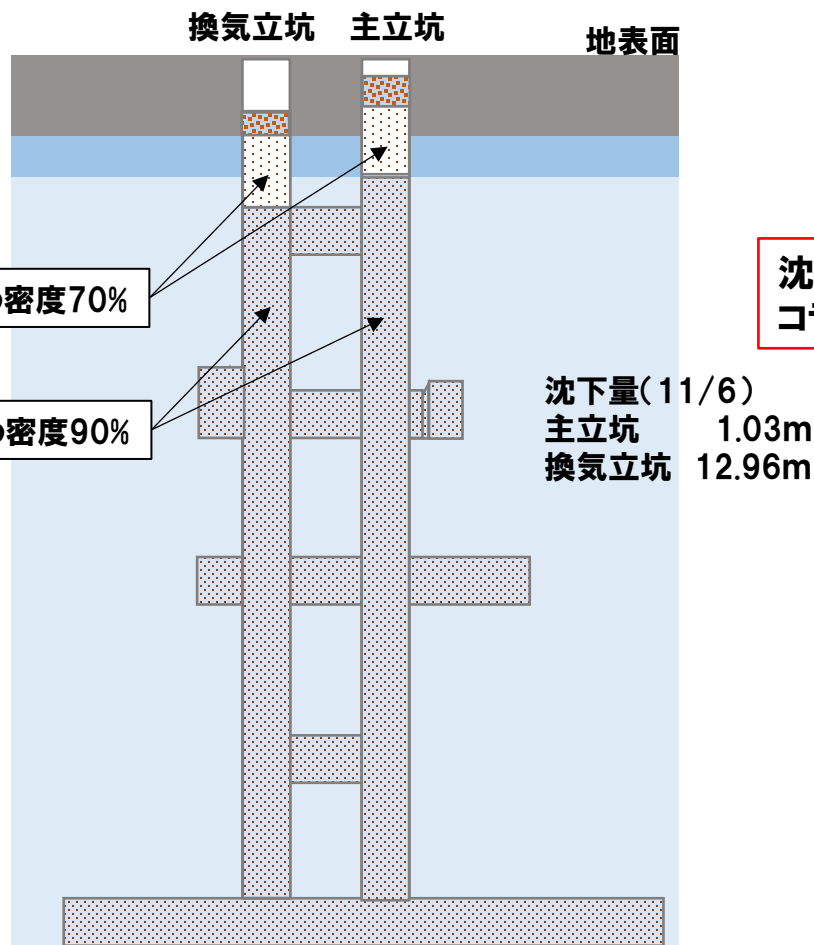 換気立坑 主立坑
地表面
密度70%
沈
コ
密度90%
沈下量(11/6)
主立坑 1.03m
換気立坑 12.96m